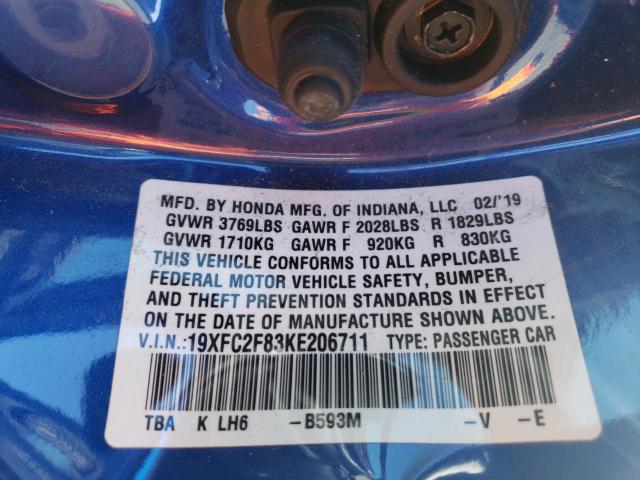 MFD. BY HONDA MFG. OF INDIANA, LLC 02/'19
GVWR 3769LBS GAWR F 2028LBS R 1829LBS
GVWR 1710KG GAWR F 920KG R 830KG
THIS VEHICLE CONFORMS TO ALL APPLICABLE
FEDERAL MOTOR VEHICLE SAFETY, BUMPER,
AND THEFT PREVENTION STANDARDS IN EFFECT
ON THE DATE OF MANUFACTURE SHOWN ABOVE.
V.I.N.:19XFC2F83KE206711 TYPE: PASSENGER CAR
TBA K LH6 -B593M -V -E